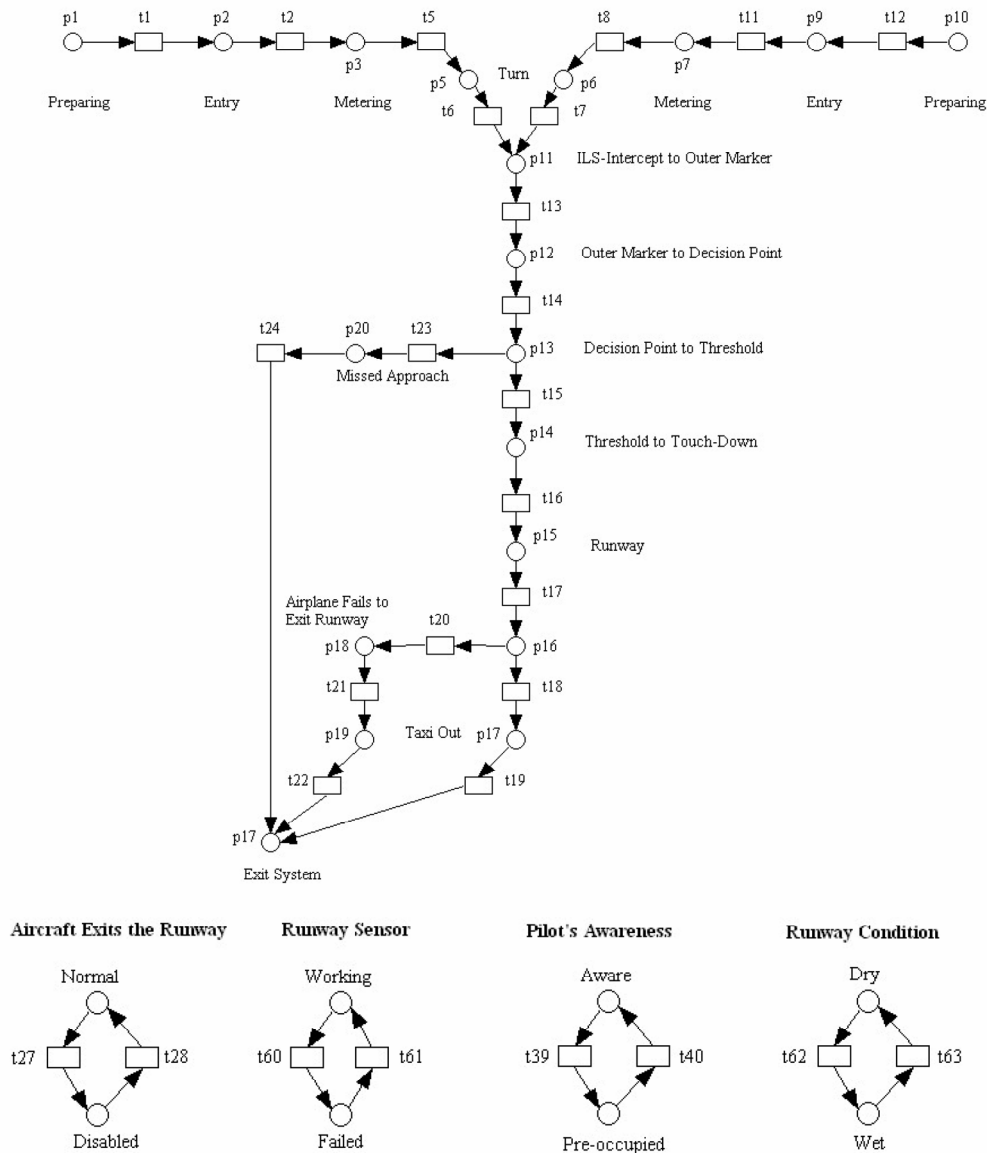 p1 t1 p2 t2 t5 t8 t11 p9 t12 p10
p3 p5 Turn p6 p7
Preparing Entry Metering t6 t7 Metering Entry Preparing
p11 ILS-Intercept to Outer Marker
t13
p12 Outer Marker to Decision Point
t14
t24 p20 t23
p13 Decision Point to Threshold
Missed Approach
t15
p14 Threshold to Touch-Down
t16
p15 Runway
t17
Airplane Fails to
Exit Runway
t20
p18 p16
t21 t18
p19 Taxi Out p17
t22 t19
p17
Exit System
Aircraft Exits the Runway Runway Sensor Pilot's Awareness Runway Condition
Normal Working Aware Dry
t27 t28 t60 t61 t39 t40 t62 t63
Disabled Failed Pre-occupied Wet